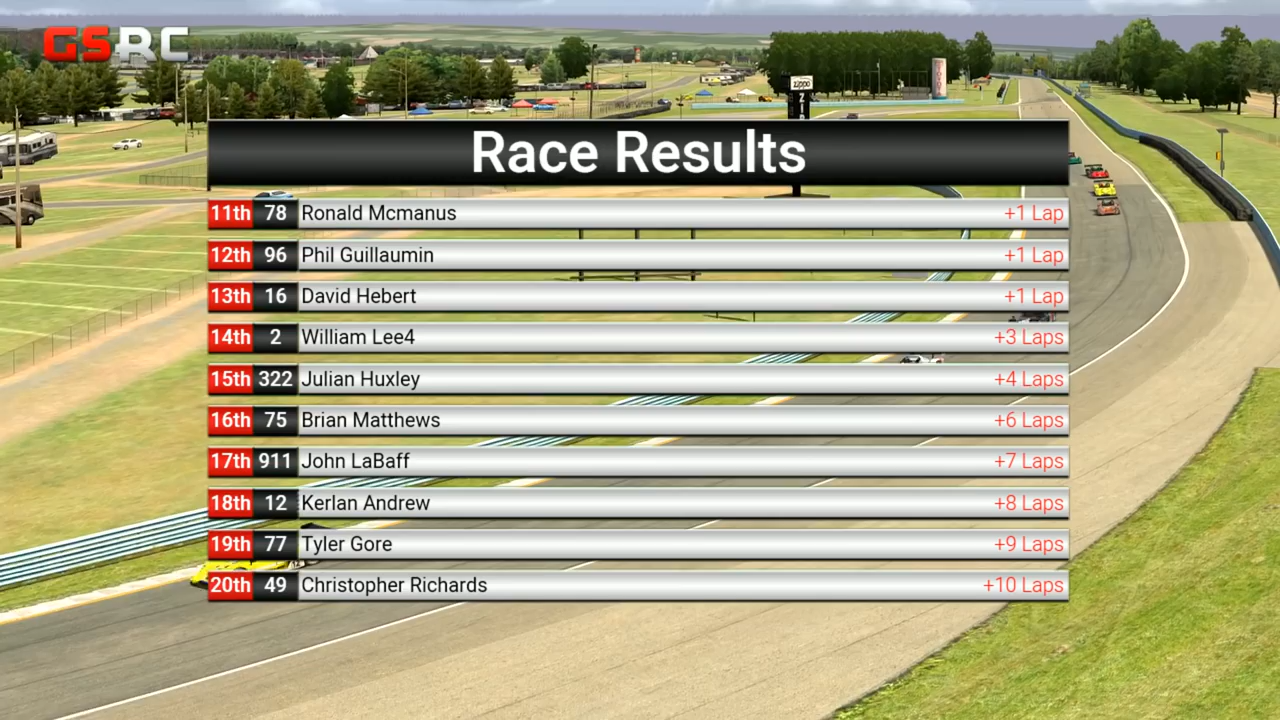 GSRC
zippo
Race Results
11th 78 Ronald Mcmanus +1 Lap
12th 96 Phil Guillaumin +1 Lap
13th 16 David Hebert +1 Lap
14th 2 William Lee4 +3 Laps
15th 322 Julian Huxley +4 Laps
16th 75 Brian Matthews +6 Laps
17th 911 John LaBaff +7 Laps
18th 12 Kerlan Andrew +8 Laps
19th 77 Tyler Gore +9 Laps
20th 49 Christopher Richards +10 Laps